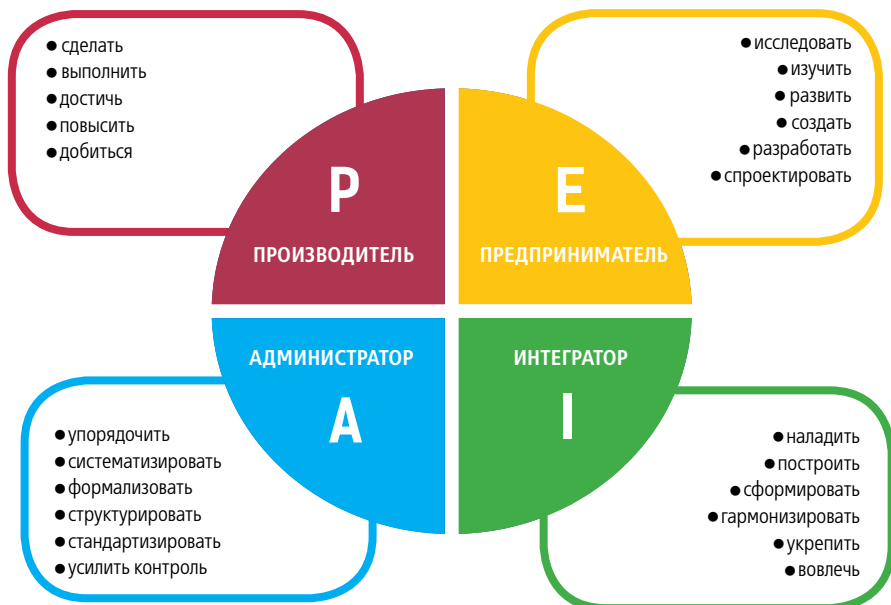 ● сделать
● выполнить
● достичь
● повысить
● добиться
P
ПРОИЗВОДИТЕЛЬ
● исследовать
● изучить
● развить
● создать
● разработать
● спроектировать
E
ПРЕДПРИНИМАТЕЛЬ
АДМИНИСТРАТОР
A
● упорядочить
● систематизировать
● формализовать
● структурировать
● стандартизировать
● усилить контроль
ИНТЕГРАТОР
I
● наладить
● построить
● сформировать
● гармонизировать
● укрепить
● вовлечь